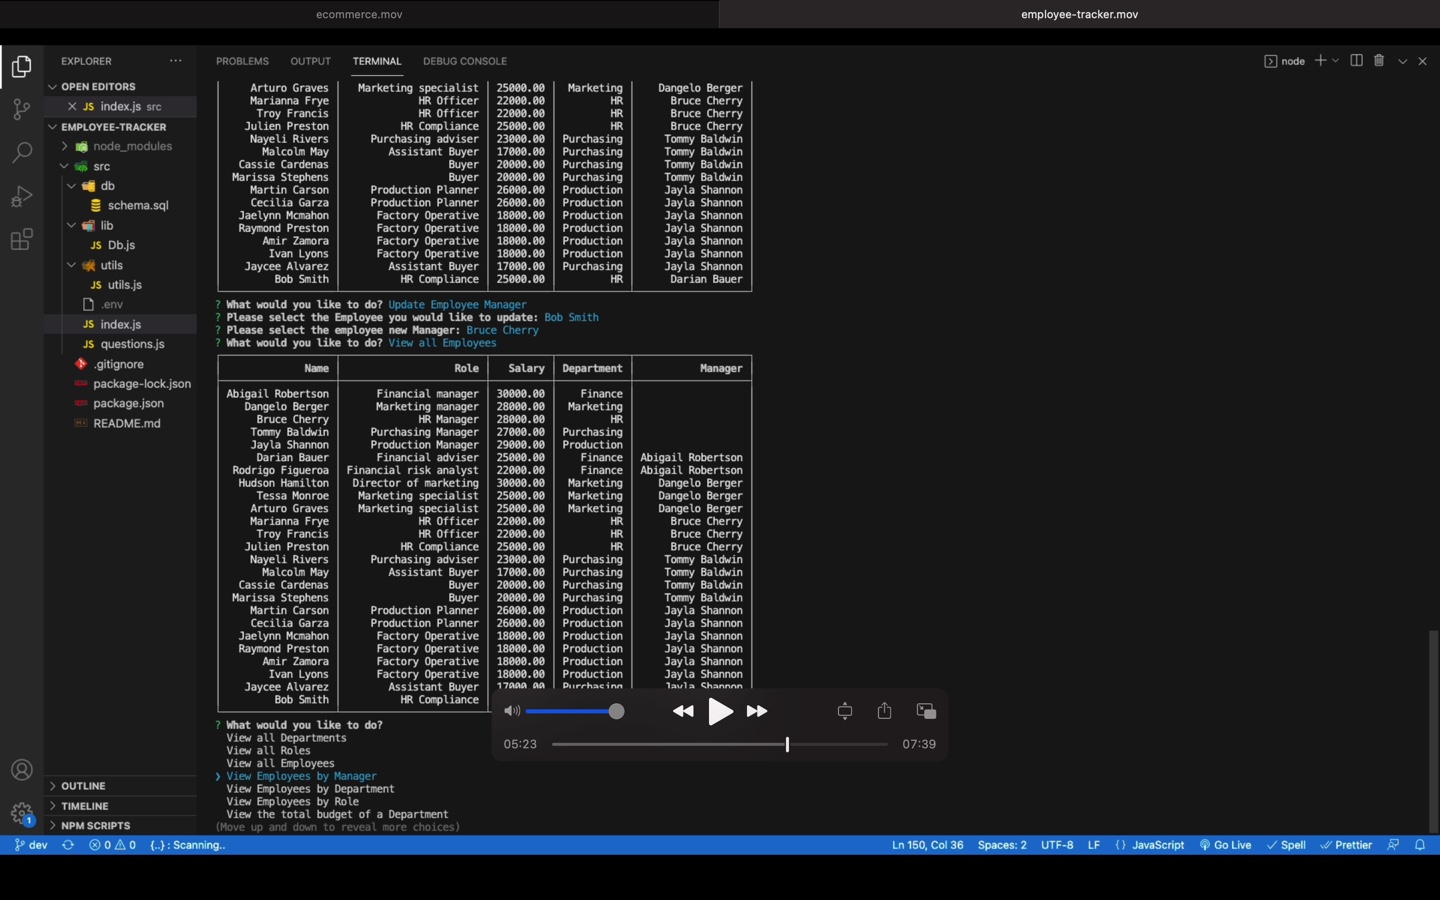 ecommerce.mov
employee-tracker.mov
EXPLORER
OPEN EDITORS
JS index.js src
EMPLOYEE-TRACKER
node_modules
src
db
schema.sql
lib
JS Db.js
utils
JS utils.js
.env
JS index.js
JS questions.js
.gitignore
package-lock.json
package.json
README.md
OUTLINE
TIMELINE
NPM SCRIPTS
PROBLEMS OUTPUT TERMINAL DEBUG CONSOLE
node
Arturo Graves Marketing specialist 25000.00 Marketing Dangelo Berger
Marianna Frye HR Officer 22000.00 HR Bruce Cherry
Troy Francis HR Officer 22000.00 HR Bruce Cherry
Julien Preston HR Compliance 25000.00 HR Bruce Cherry
Nayeli Rivers Purchasing adviser 23000.00 Purchasing Tommy Baldwin
Malcolm May Assistant Buyer 17000.00 Purchasing Tommy Baldwin
Cassie Cardenas Buyer 20000.00 Purchasing Tommy Baldwin
Marissa Stephens Buyer 20000.00 Purchasing Tommy Baldwin
Martin Carson Production Planner 26000.00 Production Jayla Shannon
Cecilia Garza Production Planner 26000.00 Production Jayla Shannon
Jaelynn Mcmahon Factory Operative 18000.00 Production Jayla Shannon
Raymond Preston Factory Operative 18000.00 Production Jayla Shannon
Amir Zamora Factory Operative 18000.00 Production Jayla Shannon
Ivan Lyons Factory Operative 18000.00 Production Jayla Shannon
Jaycee Alvarez Assistant Buyer 17000.00 Purchasing Jayla Shannon
Bob Smith HR Compliance 25000.00 HR Darian Bauer
? What would you like to do? Update Employee Manager
? Please select the Employee you would like to update: Bob Smith
? Please select the employee new Manager: Bruce Cherry
? What would you like to do? View all Employees
Name Role Salary Department Manager
Abigail Robertson Financial manager 30000.00 Finance
Dangelo Berger Marketing manager 28000.00 Marketing
Bruce Cherry HR Manager 28000.00 HR
Tommy Baldwin Purchasing Manager 27000.00 Purchasing
Jayla Shannon Production Manager 29000.00 Production
Darian Bauer Financial adviser 25000.00 Finance Abigail Robertson
Rodrigo Figueroa Financial risk analyst 22000.00 Finance Abigail Robertson
Hudson Hamilton Director of marketing 30000.00 Marketing Dangelo Berger
Tessa Monroe Marketing specialist 25000.00 Marketing Dangelo Berger
Arturo Graves Marketing specialist 25000.00 Marketing Dangelo Berger
Marianna Frye HR Officer 22000.00 HR Bruce Cherry
Troy Francis HR Officer 22000.00 HR Bruce Cherry
Julien Preston HR Compliance 25000.00 HR Bruce Cherry
Nayeli Rivers Purchasing adviser 23000.00 Purchasing Tommy Baldwin
Malcolm May Assistant Buyer 17000.00 Purchasing Tommy Baldwin
Cassie Cardenas Buyer 20000.00 Purchasing Tommy Baldwin
Marissa Stephens Buyer 20000.00 Purchasing Tommy Baldwin
Martin Carson Production Planner 26000.00 Production Jayla Shannon
Cecilia Garza Production Planner 26000.00 Production Jayla Shannon
Jaelynn Mcmahon Factory Operative 18000.00 Production Jayla Shannon
Raymond Preston Factory Operative 18000.00 Production Jayla Shannon
Amir Zamora Factory Operative 18000.00 Production Jayla Shannon
Ivan Lyons Factory Operative 18000.00 Production Jayla Shannon
Jaycee Alvarez Assistant Buyer 17000.00 Purchasing Jayla Shannon
Bob Smith HR Compliance
? What would you like to do?
View all Departments
View all Roles
View all Employees
❯ View Employees by Manager
View Employees by Department
View Employees by Role
View the total budget of a Department
(Move up and down to reveal more choices)
05:23
07:39
1
dev 0 0 {..} : Scanning.. Ln 150, Col 36 Spaces: 2 UTF-8 LF {} JavaScript Go Live Spell Prettier